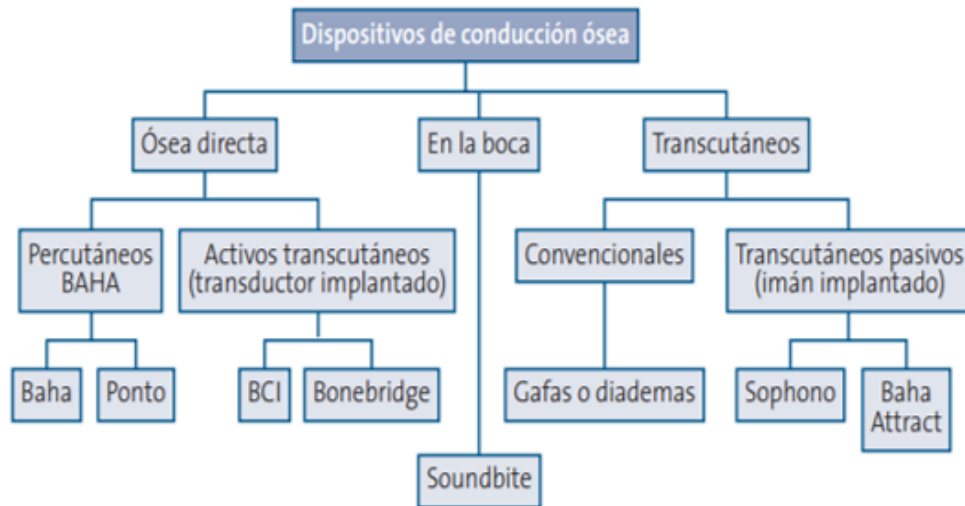 Dispositivos de conducción ósea
Ósea directa
En la boca
Transcutáneos
Percutáneos
BAHA
Activos transcutáneos
(transductor implantado)
Convencionales
Transcutáneos pasivos
(imán implantado)
Baha
Ponto
BCI
Bonebridge
Gafas o diademas
Sophono
Baha
Attract
Soundbite